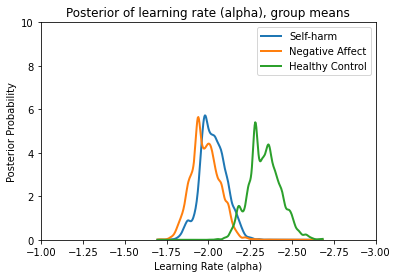 Posterior of learning rate (alpha), group means
10
8
6
4
2
0
Posterior Probability
Self-harm
Negative Affect
Healthy Control
−1.00 −1.25 −1.50 −1.75 −2.00 −2.25 −2.50 −2.75 −3.00
Learning Rate (alpha)